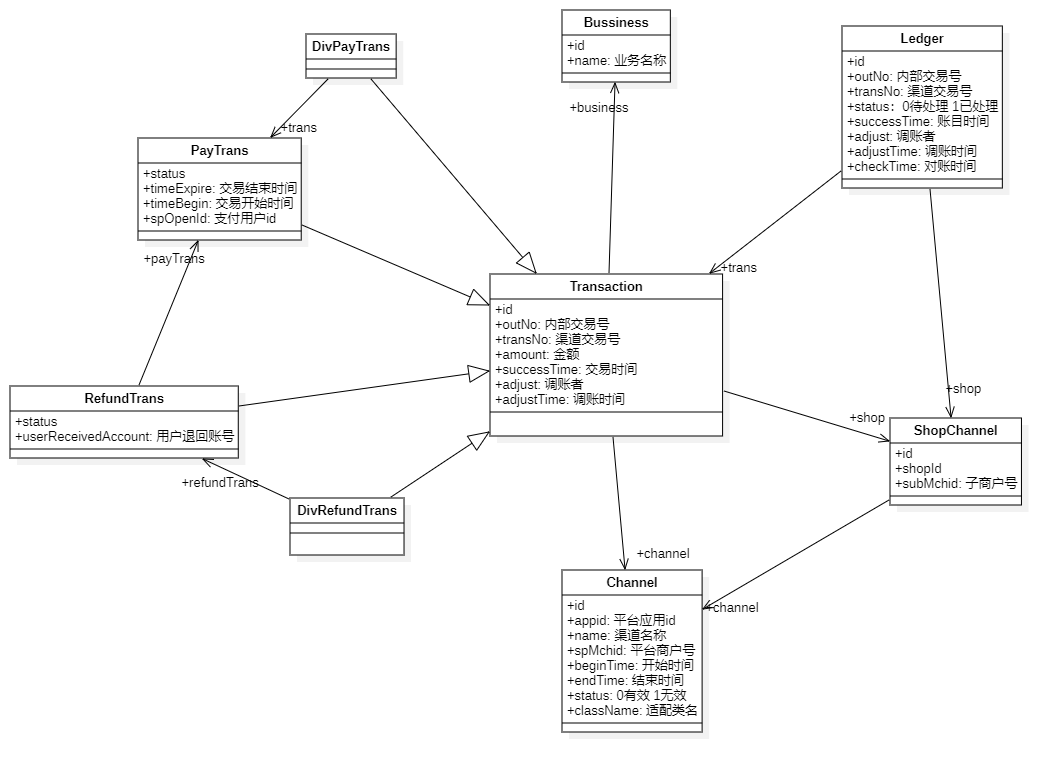 Bussiness
+id
+name: 业务名称
DivPayTrans
Ledger
+id
+outNo: 内部交易号
+transNo: 渠道交易号
+status：0待处理 1已处理
+successTime: 账目时间
+adjust: 调账者
+adjustTime: 调账时间
+checkTime: 对账时间
+business
+trans
PayTrans
+status
+timeExpire: 交易结束时间
+timeBegin: 交易开始时间
+spOpenId: 支付用户id
+payTrans
+trans
Transaction
+id
+outNo: 内部交易号
+transNo: 渠道交易号
+amount: 金额
+successTime: 交易时间
+adjust: 调账者
+adjustTime: 调账时间
RefundTrans
+status
+userReceivedAccount: 用户退回账号
+shop
+shop
ShopChannel
+id
+shopId
+subMchid: 子商户号
+refundTrans
DivRefundTrans
+channel
Channel
+id
+appid: 平台应用id
+name: 渠道名称
+spMchid: 平台商户号
+beginTime: 开始时间
+endTime: 结束时间
+status: 0有效 1无效
+className: 适配类名
+channel